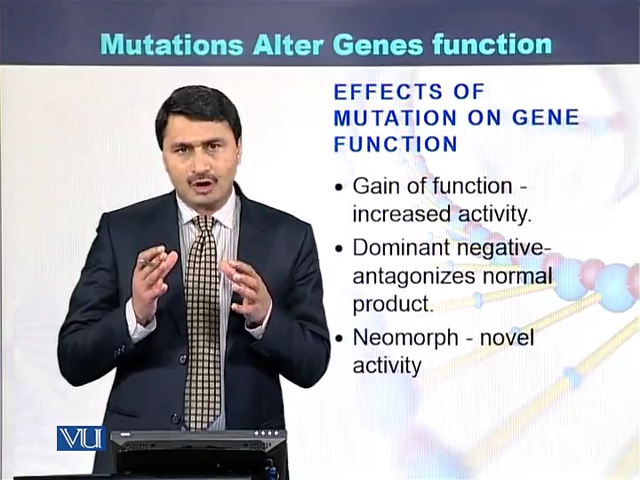 Mutations Alter Genes function
EFFECTS OF
MUTATION ON GENE
FUNCTION
• Gain of function -
increased activity.
• Dominant negative-
antagonizes normal
product.
• Neomorph - novel
activity
VU